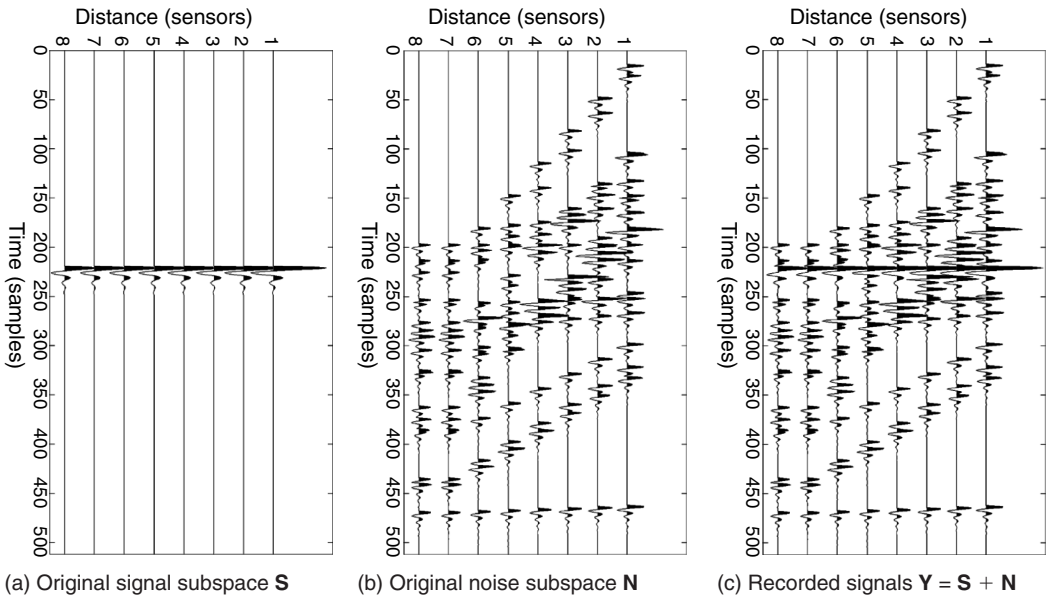 Distance (sensors)
8 7 6 5 4 3 2 1
0
50
100
150
200
250
300
350
400
450
500
Time (samples)
(a) Original signal subspace S
Distance (sensors)
8 7 6 5 4 3 2 1
0
50
100
150
200
250
300
350
400
450
500
Time (samples)
(b) Original noise subspace N
Distance (sensors)
8 7 6 5 4 3 2 1
0
50
100
150
200
250
300
350
400
450
500
Time (samples)
(c) Recorded signals Y = S + N